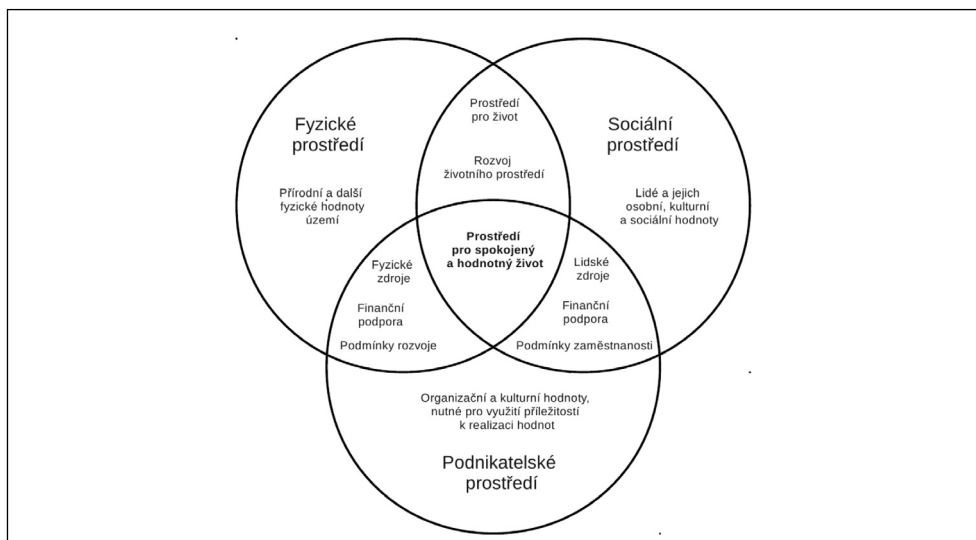 Prostředí
pro život
Fyzické
prostředí
Sociální
prostředí
Rozvoj
životního prostředí
Přírodní a další
fyzické hodnoty
území
Lidé a jejich
osobní, kulturní
a sociální hodnoty
Prostředí
pro spokojený
a hodnotný život
Fyzické
zdroje
Lidské
zdroje
Finanční
podpora
Finanční
podpora
Podmínky rozvoje
Podmínky zaměstnanosti
Organizační a kulturní hodnoty,
nutné pro využití příležitostí
k realizaci hodnot
Podnikatelské
prostředí